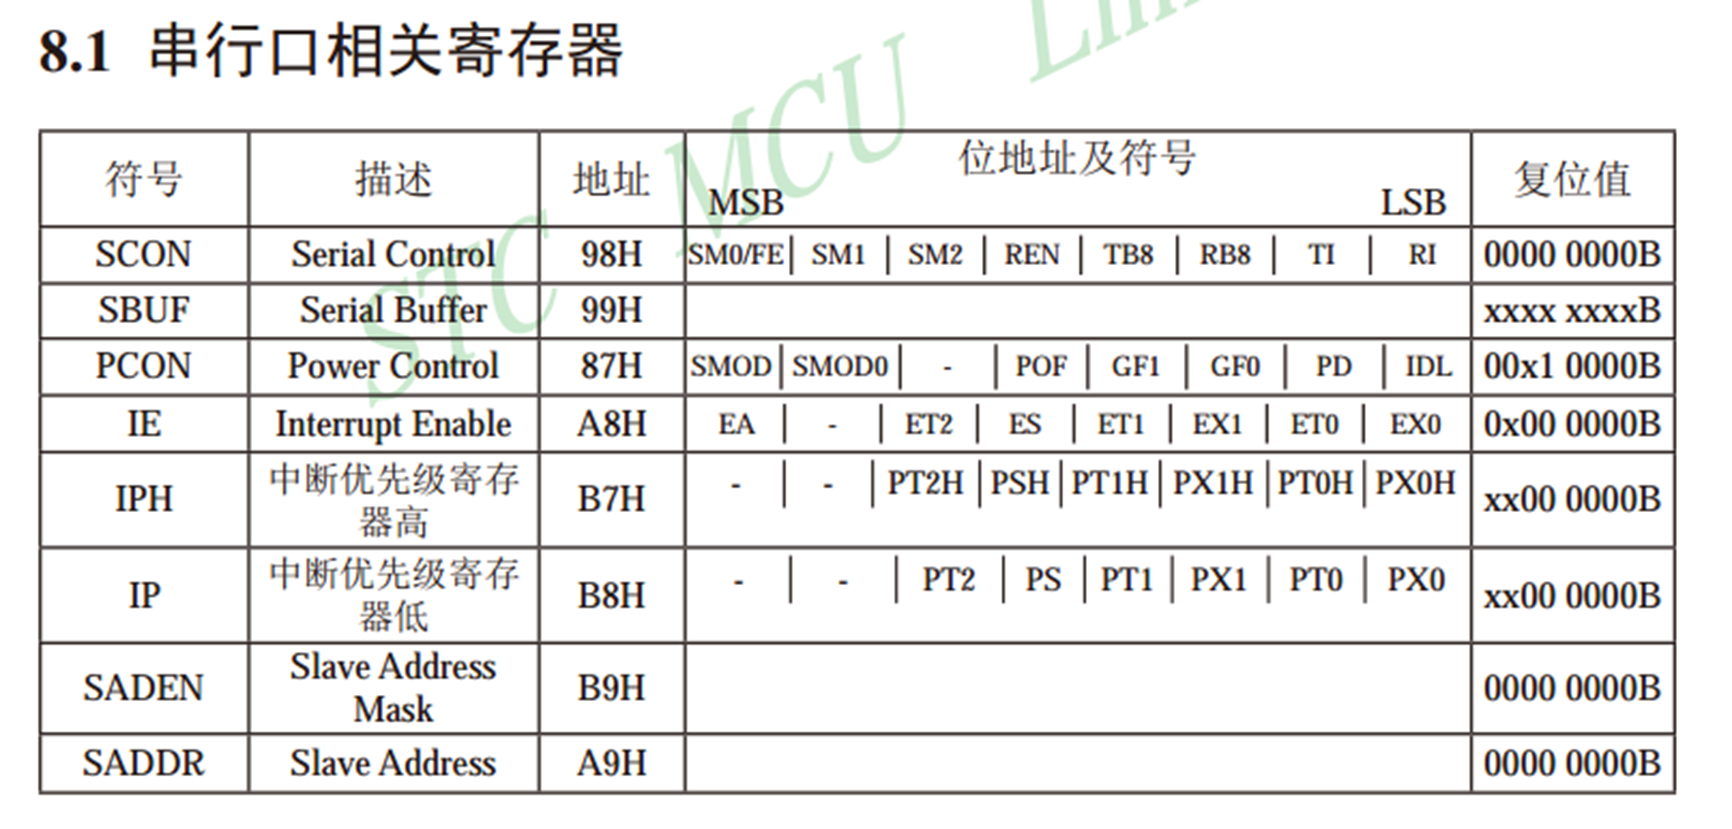 8.1 串行口相关寄存器
STC MCU Lim
符号 描述 地址 位地址及符号 复位值
MSB LSB
SCON Serial Control 98H SM0/FE| SM1 | SM2 | REN | TB8 | RB8 | TI | RI 0000 0000B
SBUF Serial Buffer 99H xxxx xxxxB
PCON Power Control 87H SMOD| SMOD0 | - | POF | GF1 | GF0 | PD | IDL 00x1 0000B
IE Interrupt Enable A8H EA | - | ET2 | ES | ET1 | EX1 | ET0 | EX0 0x00 0000B
IPH 中断优先级寄存 B7H - | - | PT2H | PSH | PT1H | PX1H | PT0H | PX0H xx00 0000B
器高
IP 中断优先级寄存 B8H - | - | PT2 | PS | PT1 | PX1 | PT0 | PX0 xx00 0000B
器低
SADEN Slave Address B9H 0000 0000B
Mask
SADDR Slave Address A9H 0000 0000B